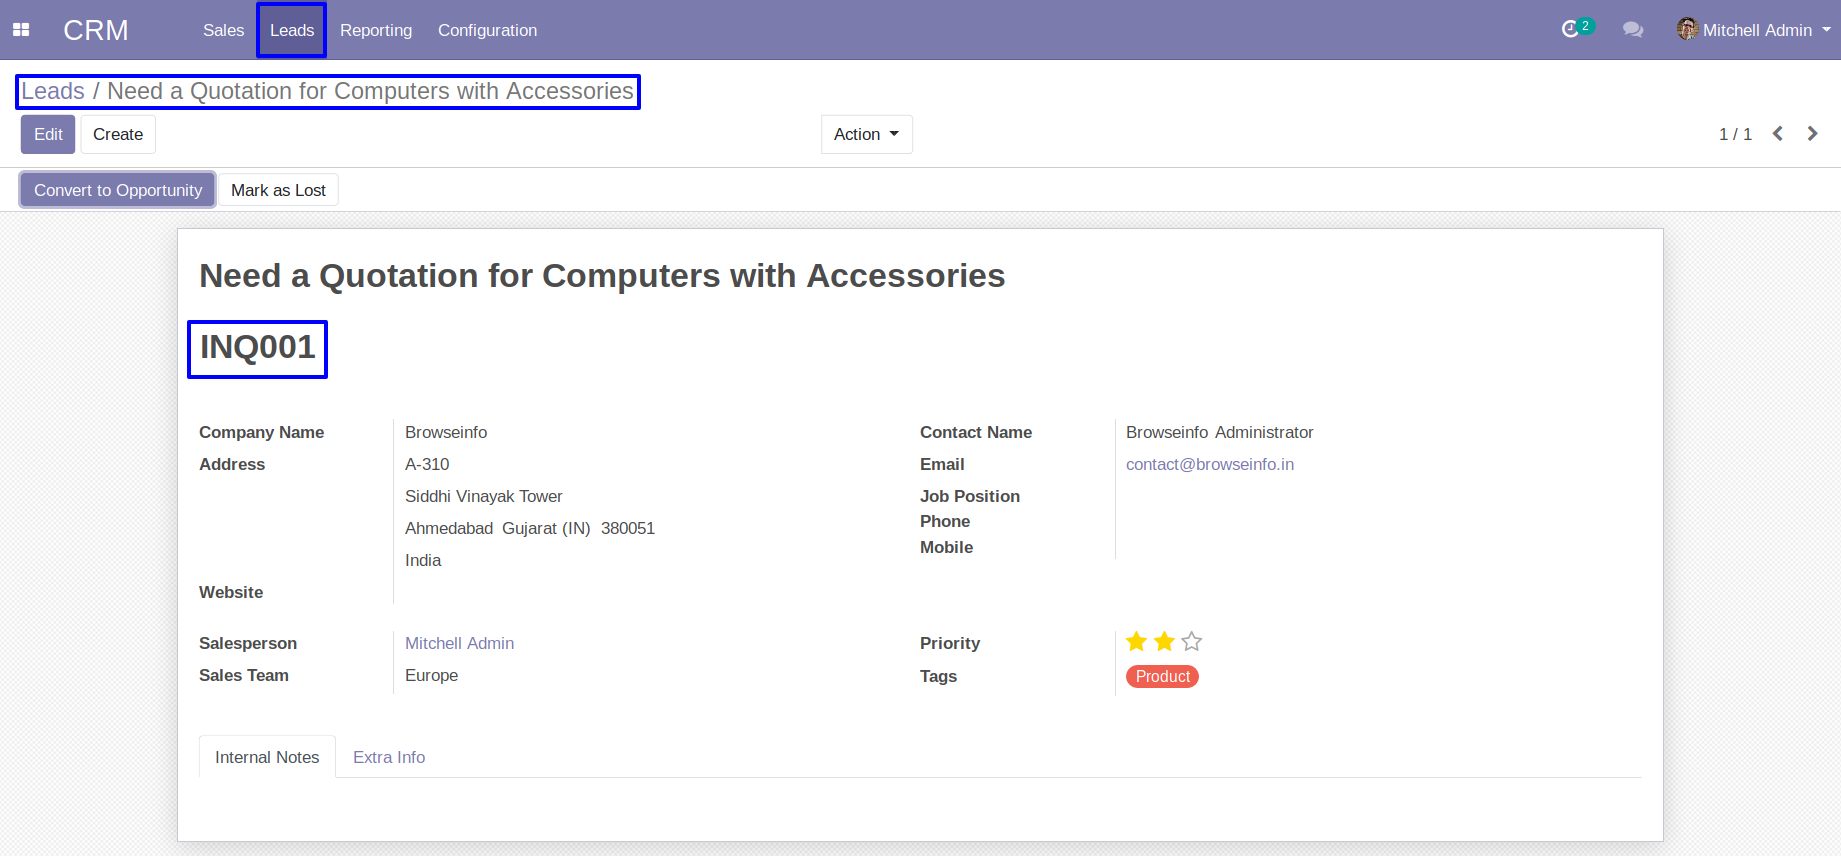 CRM Sales Leads Reporting Configuration 2 Mitchell Admin
Leads / Need a Quotation for Computers with Accessories
Edit Create Action 1 / 1
Convert to Opportunity Mark as Lost
Need a Quotation for Computers with Accessories
INQ001
Company Name Browseinfo Contact Name Browseinfo Administrator
Address A-310 Email contact@browseinfo.in
Siddhi Vinayak Tower Job Position
Phone
Ahmedabad Gujarat (IN) 380051
Mobile
India
Website
Salesperson Mitchell Admin Priority
Sales Team Europe Tags Product
Internal Notes Extra Info